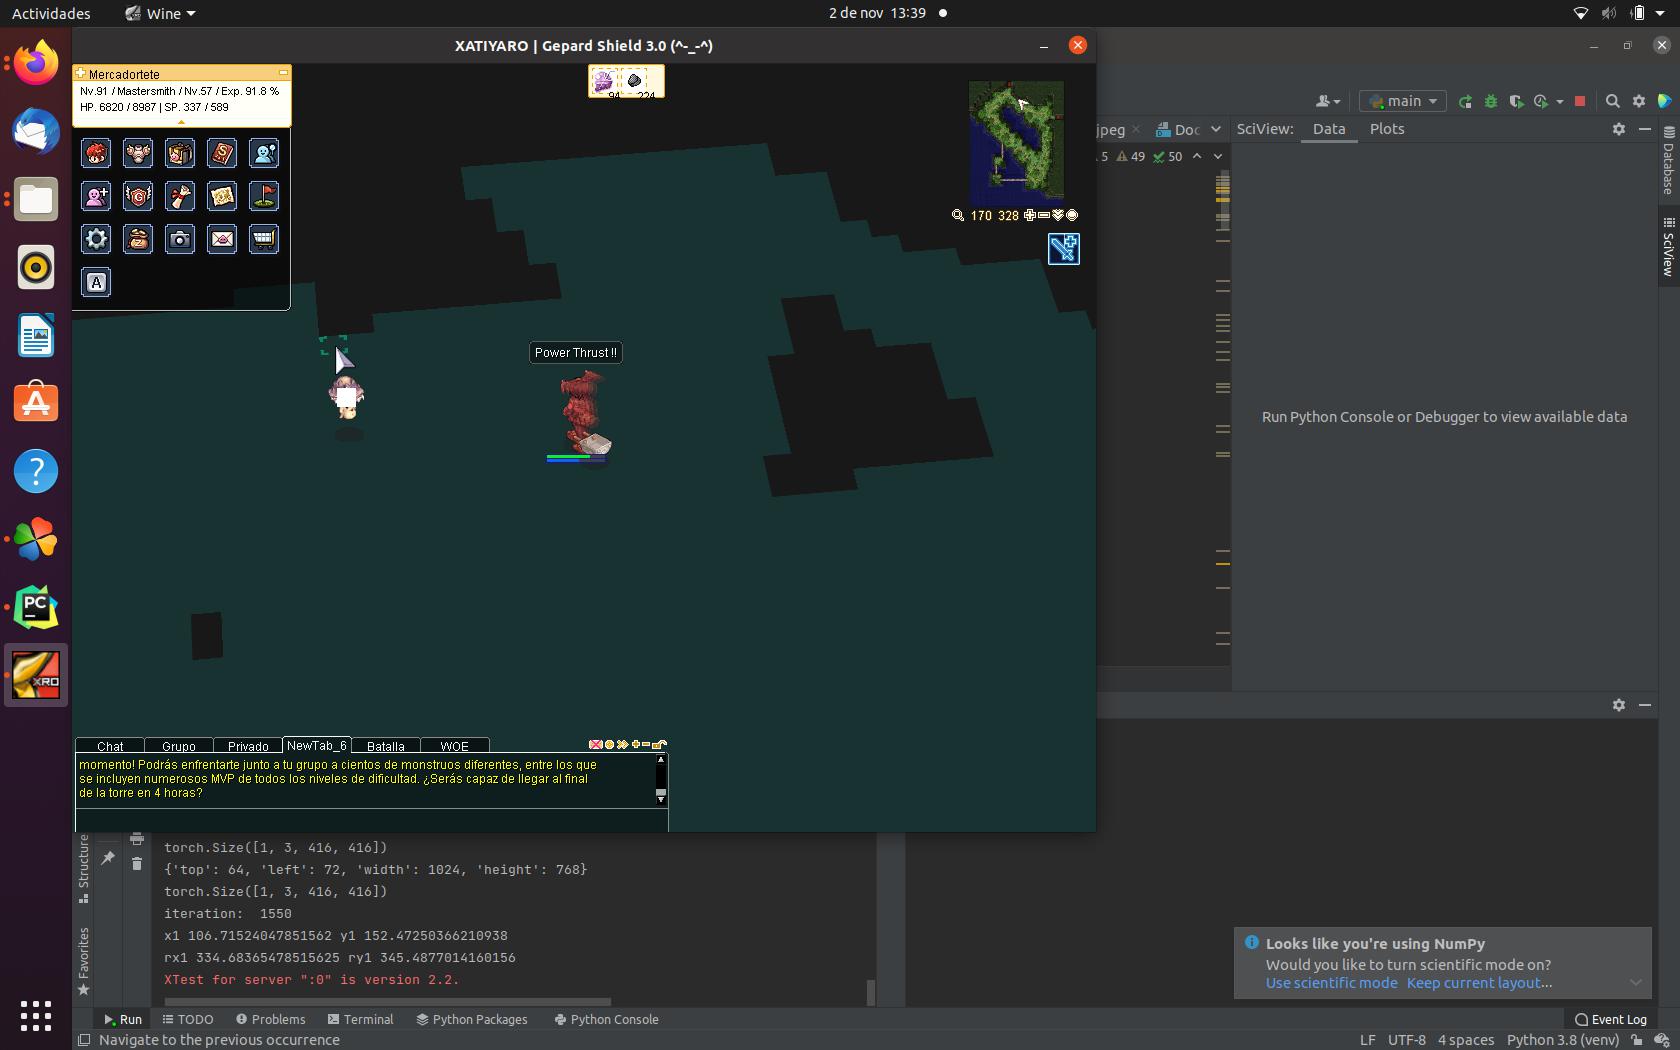 Actividades
Wine
2 de nov 13:39
XATIYARO | Gepard Shield 3.0 (^-_-^)
Mercadortete
Nv.91 / Mastersmith / Nv.57 / Exp. 91.8 %
HP. 6820 / 8987 | SP. 337 / 589
94
224
170 328
A
Power Thrust !!
Chat
Grupo
Privado
NewTab_6
Batalla
WOE
momento! Podrás enfrentarte junto a tu grupo a cientos de monstruos diferentes, entre los que
se incluyen numerosos MVP de todos los niveles de dificultad. ¿Serás capaz de llegar al final
de la torre en 4 horas?
main
jpeg
Doc
SciView:
Data
Plots
5
49
50
Database
SciView
Run Python Console or Debugger to view available data
PC
XRO
Structure
Favorites
torch.Size([1, 3, 416, 416])
{'top': 64, 'left': 72, 'width': 1024, 'height': 768}
torch.Size([1, 3, 416, 416])
iteration:  1550
x1 106.71524047851562 y1 152.47250366210938
rx1 334.68365478515625 ry1 345.4877014160156
XTest for server ":0" is version 2.2.
Looks like you're using NumPy
Would you like to turn scientific mode on?
Use scientific mode Keep current layout...
Run
TODO
Problems
Terminal
Python Packages
Python Console
Event Log
Navigate to the previous occurrence
LF
UTF-8
4 spaces
Python 3.8 (venv)